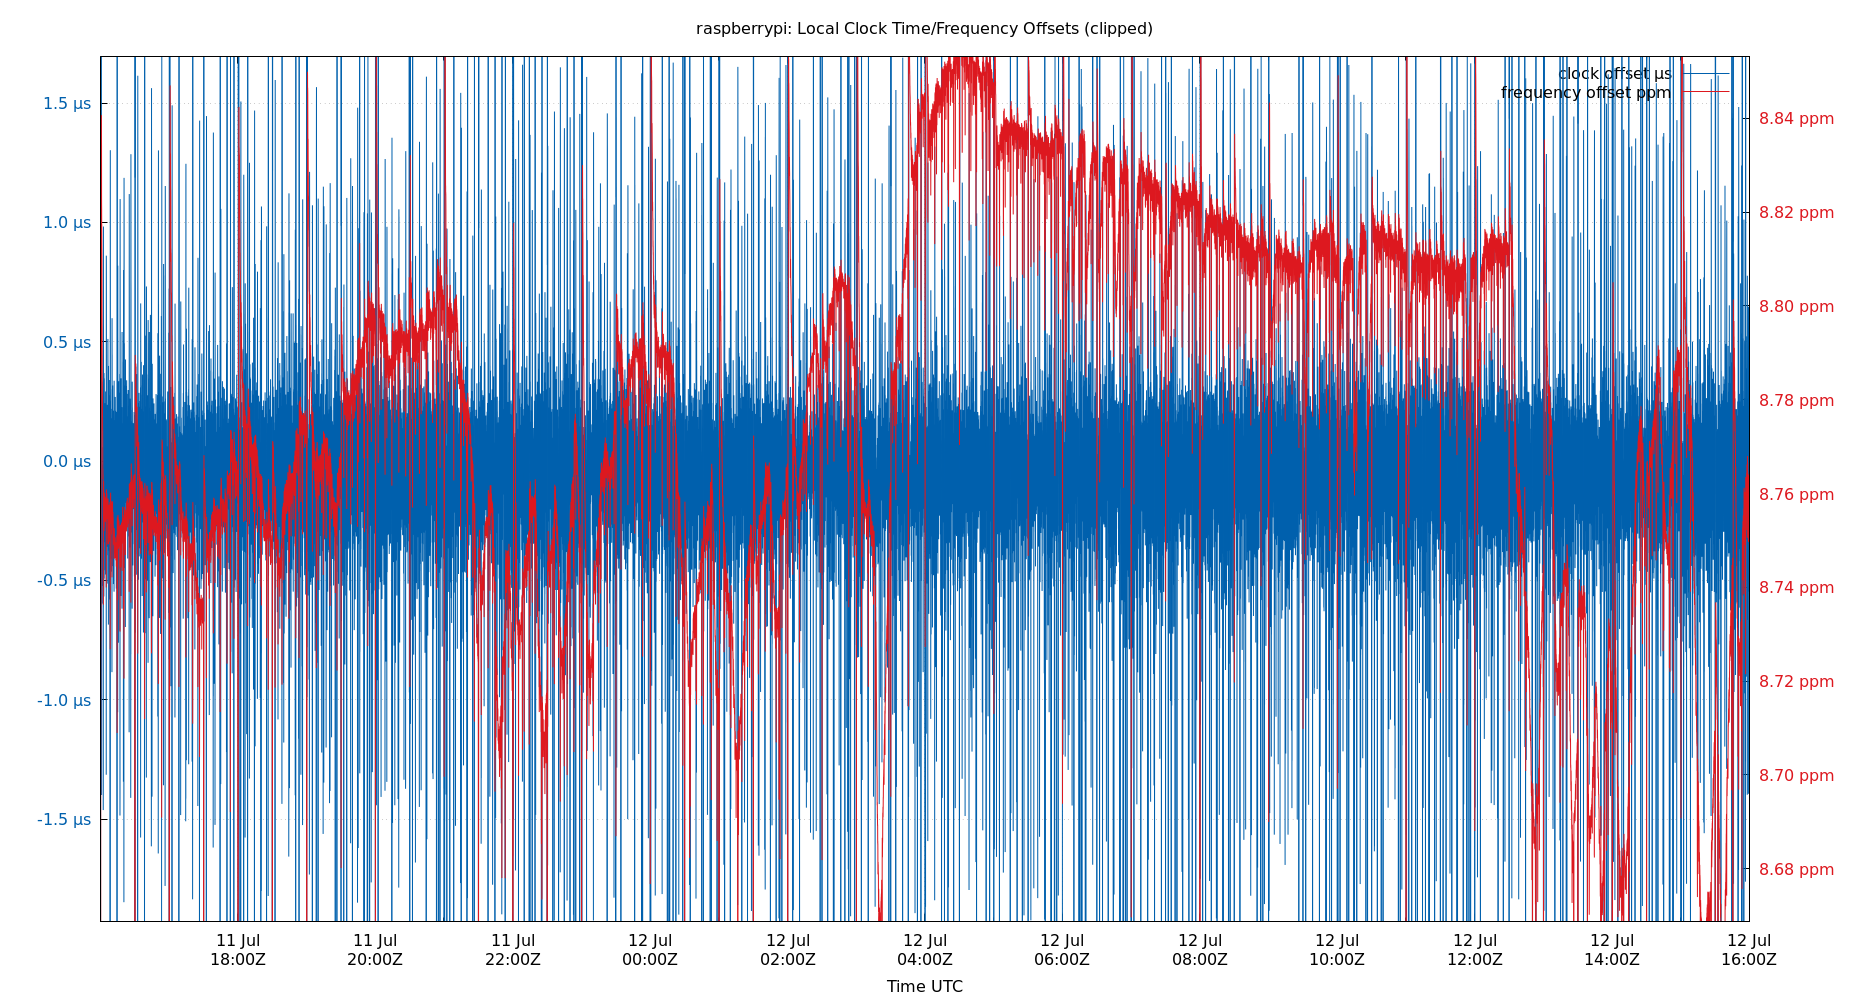 raspberrypi: Local Clock Time/Frequency Offsets (clipped)
clock offset µs
frequency offset ppm
1.5 µs
1.0 µs
0.5 µs
0.0 µs
-0.5 µs
-1.0 µs
-1.5 µs
8.84 ppm
8.82 ppm
8.80 ppm
8.78 ppm
8.76 ppm
8.74 ppm
8.72 ppm
8.70 ppm
8.68 ppm
11 Jul
18:00Z
11 Jul
20:00Z
11 Jul
22:00Z
12 Jul
00:00Z
12 Jul
02:00Z
12 Jul
04:00Z
12 Jul
06:00Z
12 Jul
08:00Z
12 Jul
10:00Z
12 Jul
12:00Z
12 Jul
14:00Z
12 Jul
16:00Z
Time UTC